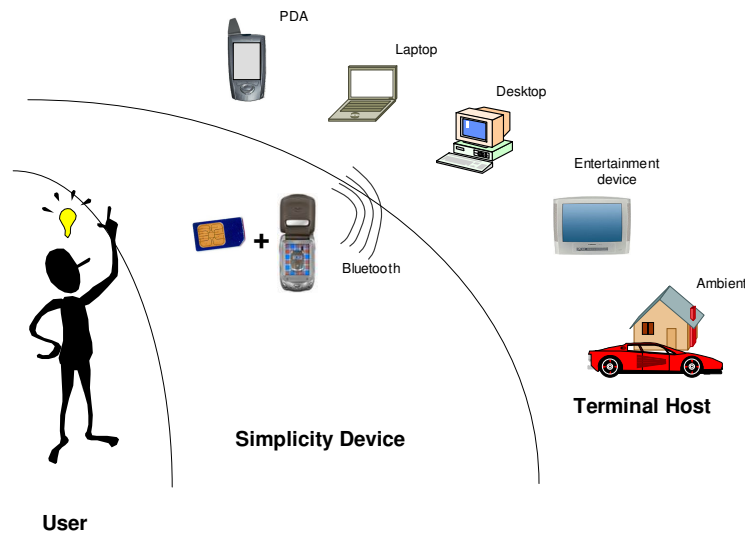 PDA
Laptop
Desktop
Entertainment
device
+
Bluetooth
Ambient
Terminal Host
Simplicity Device
User